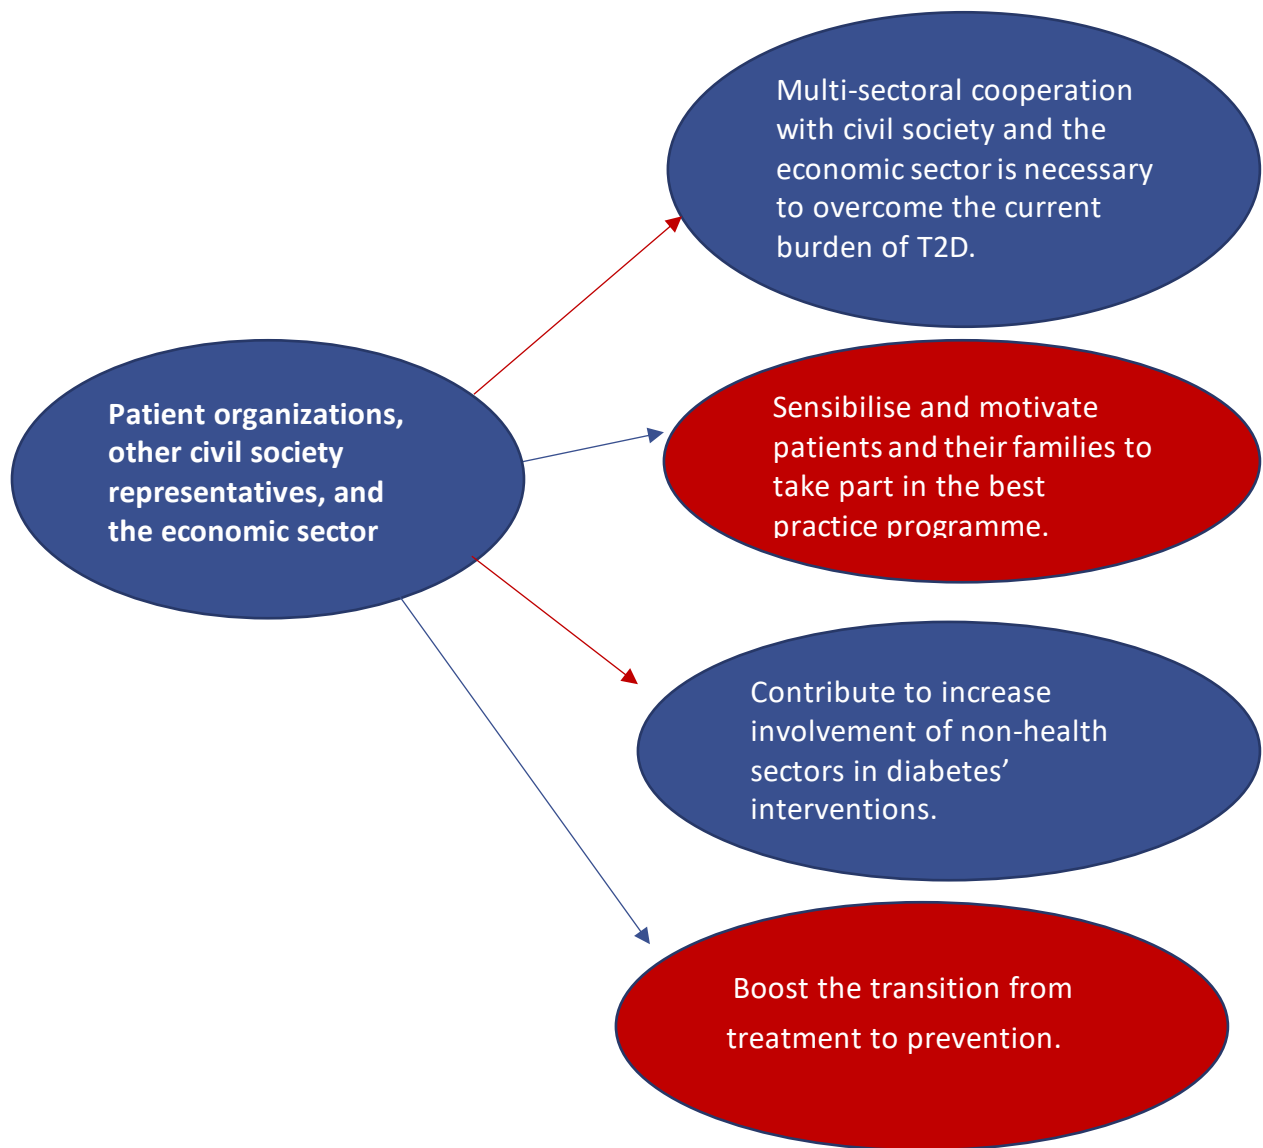 Multi-sectoral cooperation
with civil society and the
economic sector is necessary
to overcome the current
burden of T2D.
Patient organizations,
other civil society
representatives, and
the economic sector
Sensibilise and motivate
patients and their families to
take part in the best
practice programme.
Contribute to increase
involvement of non-health
sectors in diabetes’
interventions.
Boost the transition from
treatment to prevention.